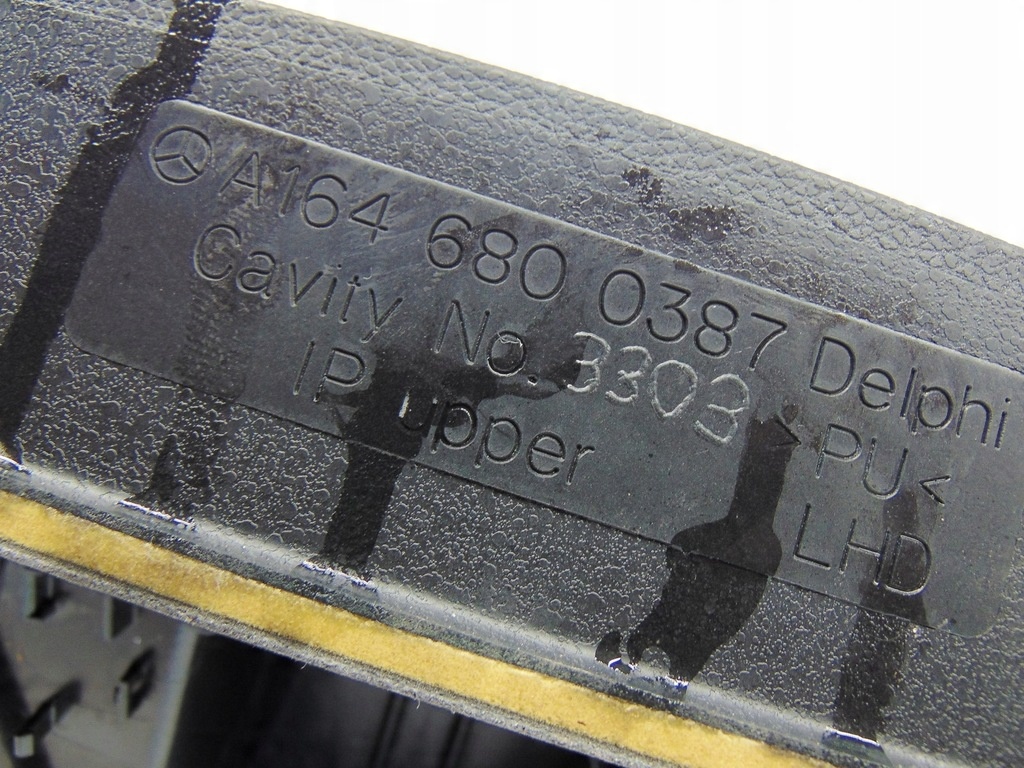 A164 680 0387 Delphi
Cavity No. 3303 >PU<
IP upper LHD